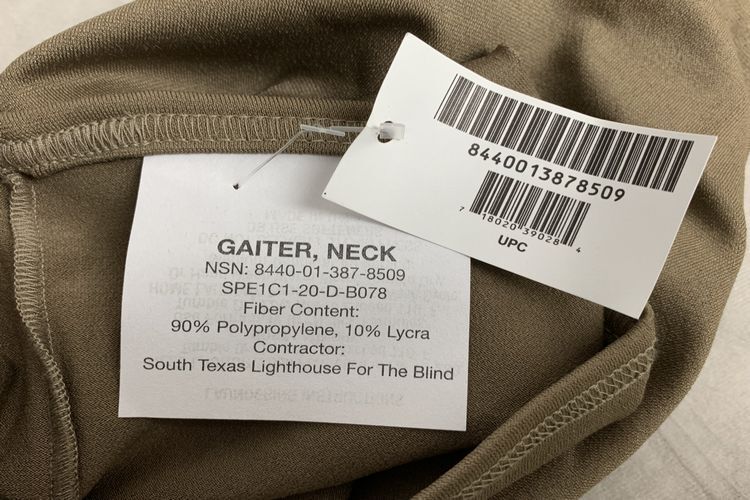 GAITER, NECK
NSN: 8440-01-387-8509
SPE1C1-20-D-B078
Fiber Content:
90% Polypropylene, 10% Lycra
Contractor:
South Texas Lighthouse For The Blind
8440013878509
7 18020 39028 4
UPC